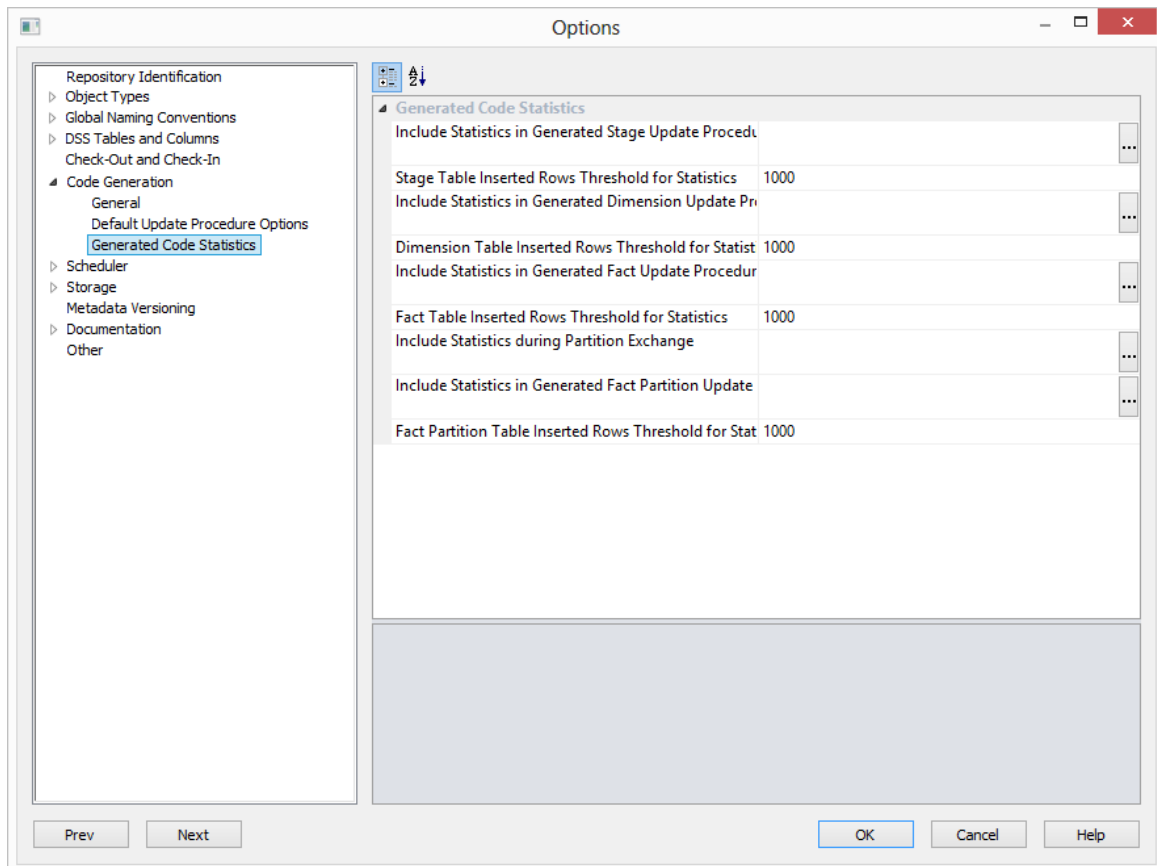 Options
Repository Identification
Object Types
Global Naming Conventions
DSS Tables and Columns
Check-Out and Check-In
Code Generation
General
Default Update Procedure Options
Generated Code Statistics
Scheduler
Storage
Metadata Versioning
Documentation
Other
Generated Code Statistics
Include Statistics in Generated Stage Update Procedu
...
Stage Table Inserted Rows Threshold for Statistics 1000
Include Statistics in Generated Dimension Update Pro
...
Dimension Table Inserted Rows Threshold for Statist 1000
Include Statistics in Generated Fact Update Procedur
...
Fact Table Inserted Rows Threshold for Statistics 1000
Include Statistics during Partition Exchange
...
Include Statistics in Generated Fact Partition Update
...
Fact Partition Table Inserted Rows Threshold for Stat 1000
Prev Next OK Cancel Help